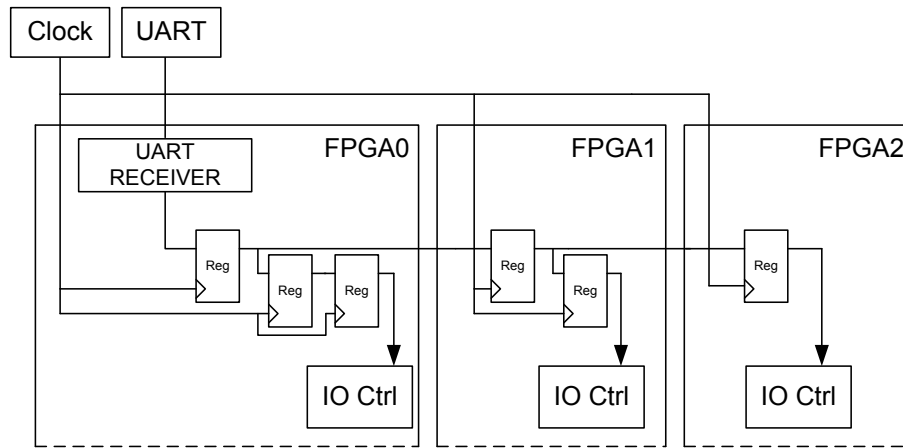 Clock
UART
FPGA0
FPGA1
FPGA2
UART
RECEIVER
Reg
Reg
Reg
Reg
Reg
Reg
IO Ctrl
IO Ctrl
IO Ctrl